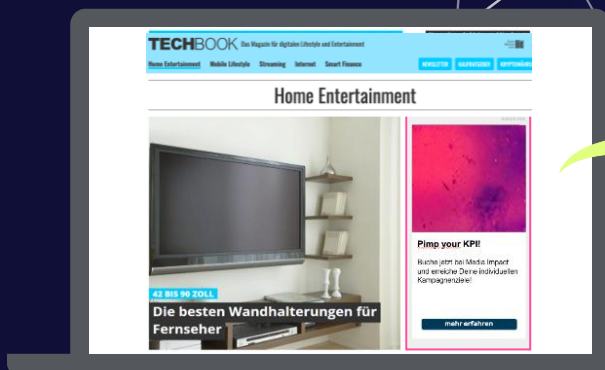 TECHBOOK Das Magazin für digitalen Lifestyle und Entertainment
Home Entertainment Mobile Lifestyle Streaming Internet Smart Finance NEWSLETTER KAUFRATGEBER KRYPTOWÄHRU
Home Entertainment
42 BIS 90 ZOLL
Die besten Wandhalterungen für
Fernseher
Pimp your KPI!
Buche jetzt bei Media Impact
und erreiche Deine individuellen
Kampagnenziele!
mehr erfahren